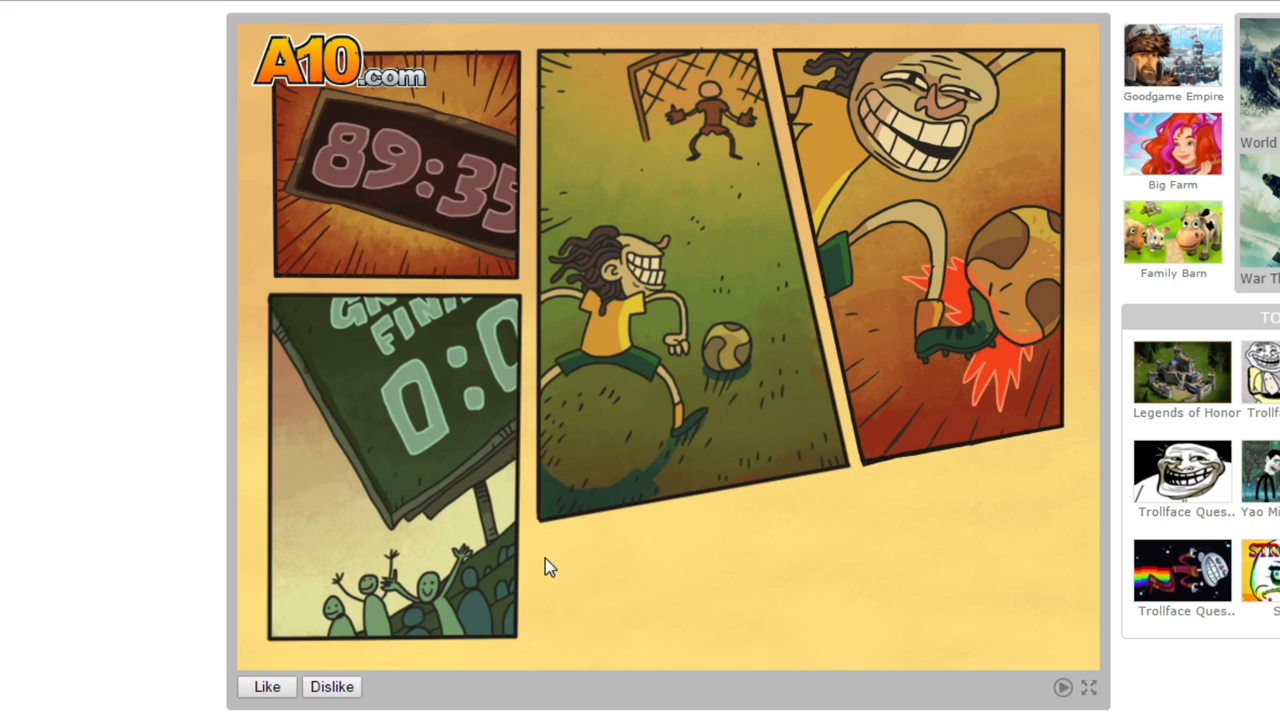 A10.com
89:35
0:0
Like
Dislike
Goodgame Empire
Big Farm
Family Barn
World
War Th
TO
Legends of Honor
Trollf
Trollface Ques..
Yao Mi
Trollface Ques..
S